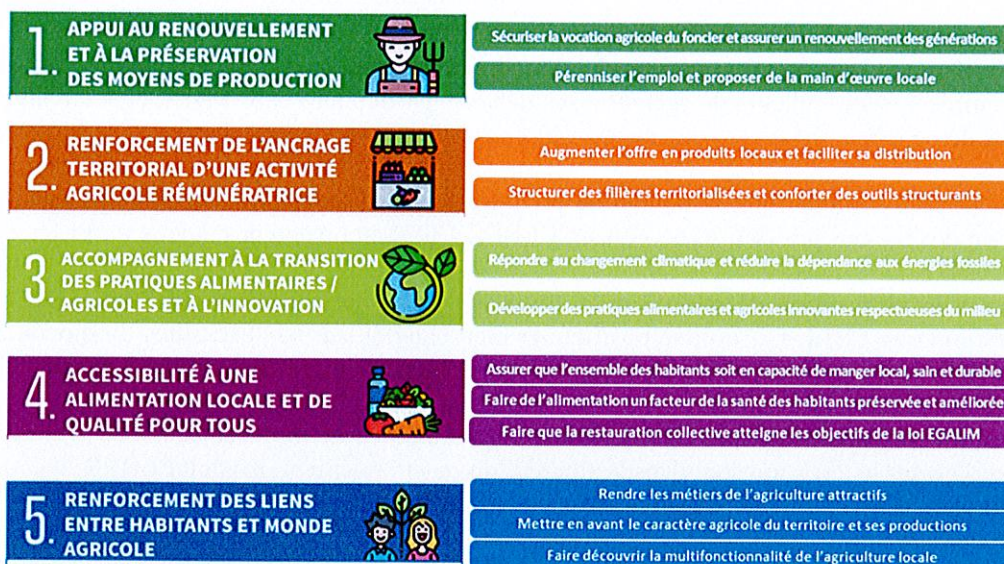 1. APPUI AU RENOUVELLEMENT
ET À LA PRÉSERVATION
DES MOYENS DE PRODUCTION
Sécuriser la vocation agricole du foncier et assurer un renouvellement des générations
Pérenniser l'emploi et proposer de la main d'œuvre locale
2. RENFORCEMENT DE L'ANCRAGE
TERRITORIAL D'UNE ACTIVITÉ
AGRICOLE RÉMUNÉRATRICE
Augmenter l'offre en produits locaux et faciliter sa distribution
Structurer des filières territorialisées et conforter des outils structurants
3. ACCOMPAGNEMENT À LA TRANSITION
DES PRATIQUES ALIMENTAIRES /
AGRICOLES ET À L'INNOVATION
Répondre au changement climatique et réduire la dépendance aux énergies fossiles
Développer des pratiques alimentaires et agricoles innovantes respectueuses du milieu
4. ACCESSIBILITÉ À UNE
ALIMENTATION LOCALE ET DE
QUALITÉ POUR TOUS
Assurer que l'ensemble des habitants soit en capacité de manger local, sain et durable
Faire de l'alimentation un facteur de la santé des habitants préservée et améliorée
Faire que la restauration collective atteigne les objectifs de la loi EGALIM
5. RENFORCEMENT DES LIENS
ENTRE HABITANTS ET MONDE
AGRICOLE
Rendre les métiers de l'agriculture attractifs
Mettre en avant le caractère agricole du territoire et ses productions
Faire découvrir la multifonctionnalité de l'agriculture locale